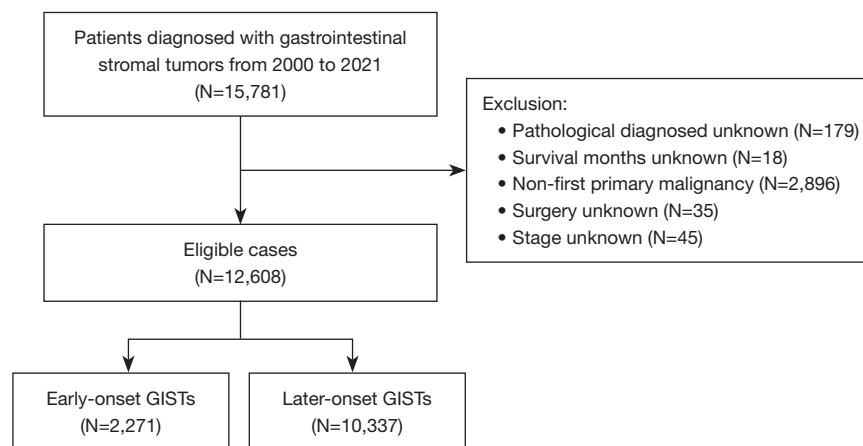 Patients diagnosed with gastrointestinal
stromal tumors from 2000 to 2021
(N=15,781)
Exclusion:
• Pathological diagnosed unknown (N=179)
• Survival months unknown (N=18)
• Non-first primary malignancy (N=2,896)
• Surgery unknown (N=35)
• Stage unknown (N=45)
Eligible cases
(N=12,608)
Early-onset GISTs
(N=2,271)
Later-onset GISTs
(N=10,337)